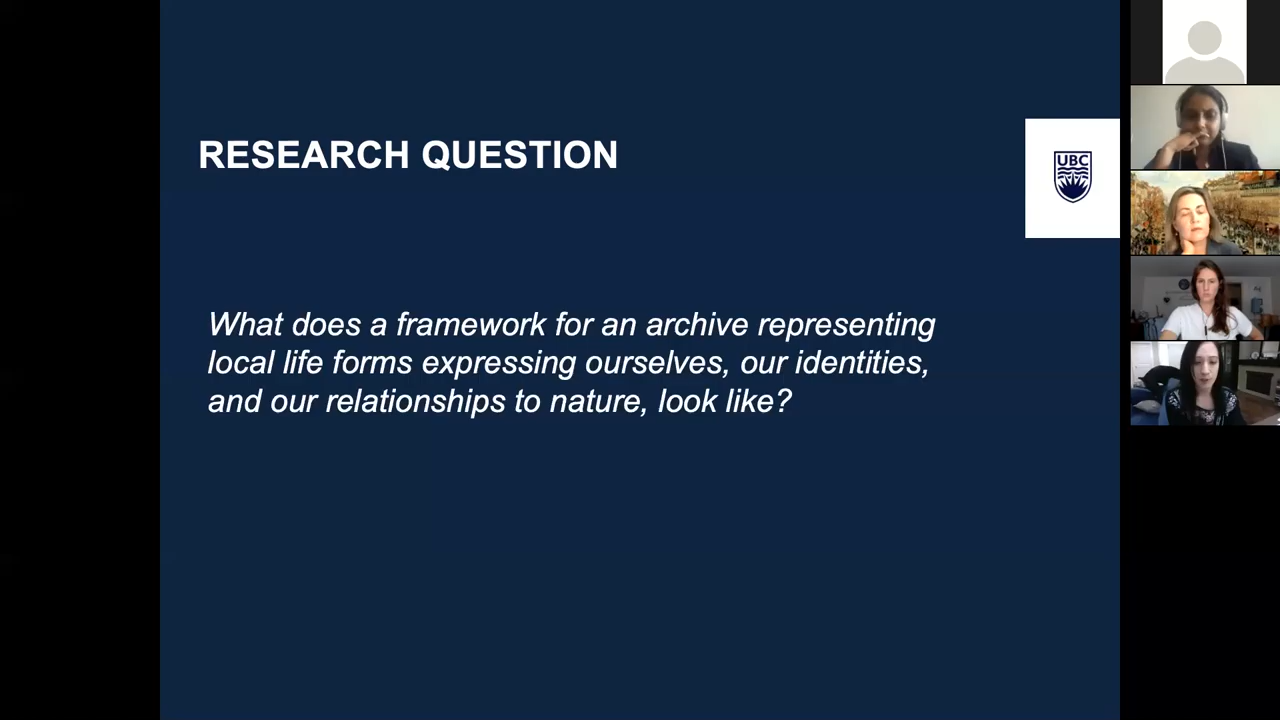 RESEARCH QUESTION
UBC
What does a framework for an archive representing
local life forms expressing ourselves, our identities,
and our relationships to nature, look like?